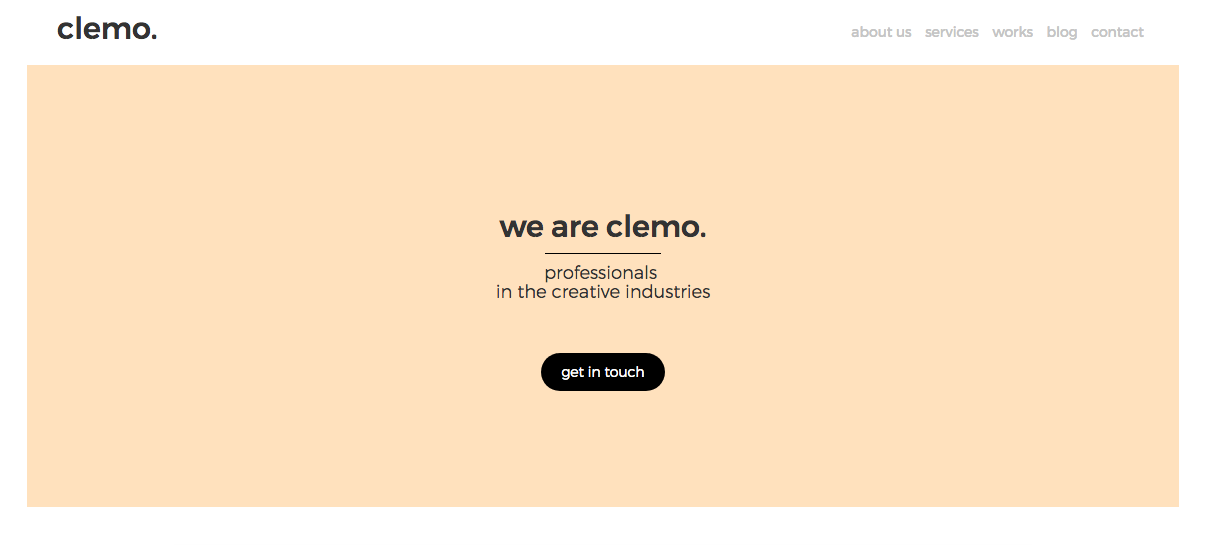 clemo.
about us services works blog contact
we are clemo.
professionals
in the creative industries
get in touch